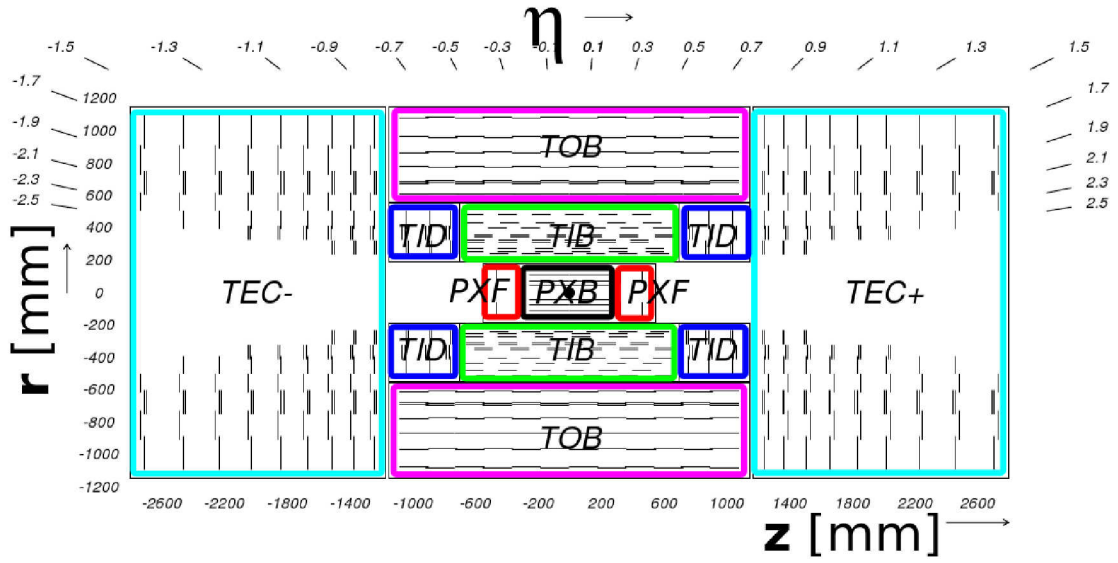 η
-1.5 -1.3 -1.1 -0.9 -0.7 -0.5 -0.3 -0.1 0.1 0.3 0.5 0.7 0.9 1.1 1.3 1.5
-1.7 1.7
1200
-1.9 1000 1.9
TOB
-2.1 800 2.1
-2.3 600 2.3
-2.5 2.5
400
TID TIB TID
200
TEC- PXF PXB PXF TEC+
0
-200
TID TIB TID
-400
-600
-800
TOB
-1000
-1200
r [mm]
-2600 -2200 -1800 -1400 -1000 -600 -200 200 600 1000 1400 1800 2200 2600
z [mm]